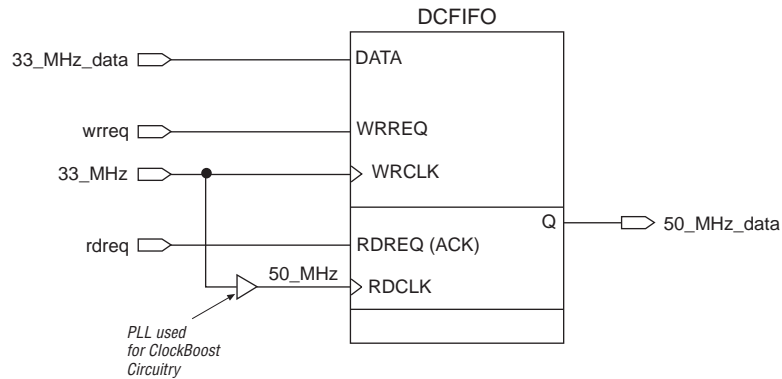 DCFIFO
33_MHz_data
DATA
wrreq
WRREQ
33_MHz
WRCLK
Q
50_MHz_data
rdreq
RDREQ (ACK)
50_MHz
RDCLK
PLL used
for ClockBoost
Circuitry